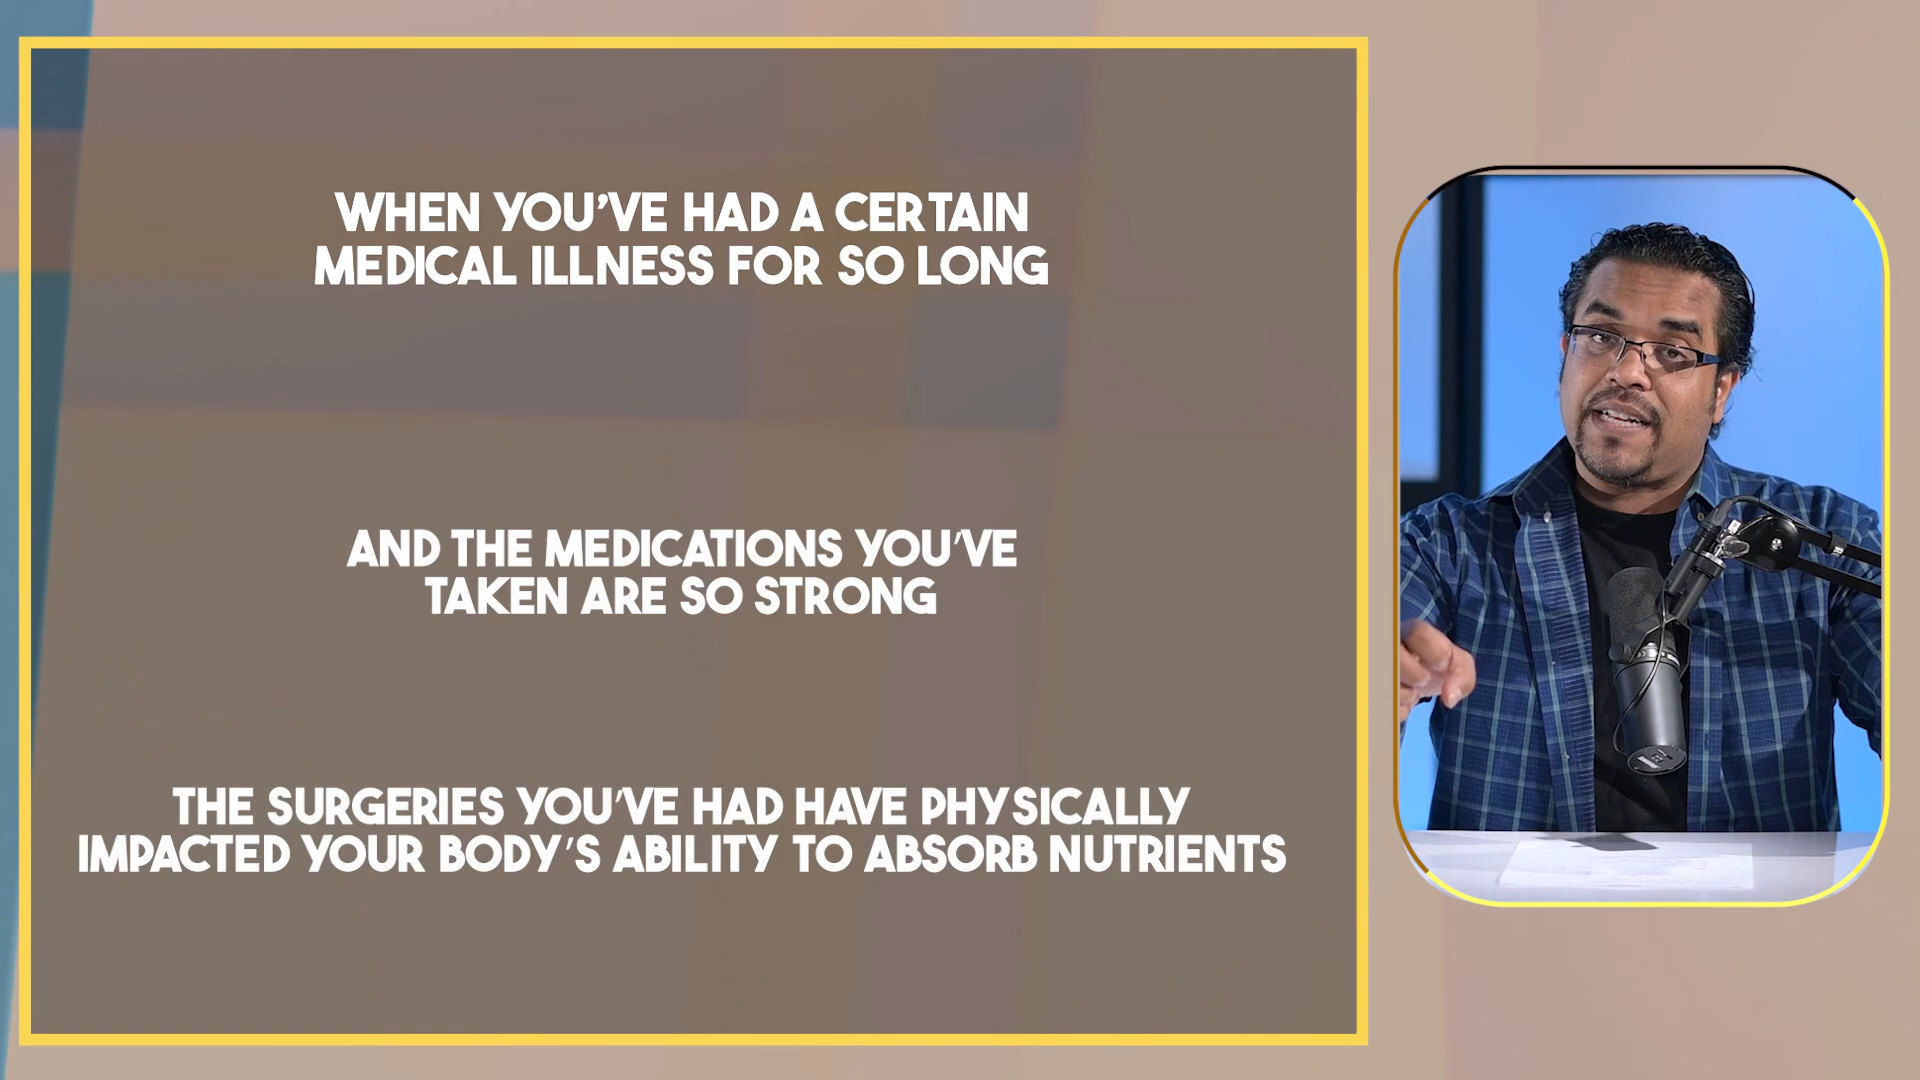 WHEN YOU'VE HAD A CERTAIN
MEDICAL ILLNESS FOR SO LONG
AND THE MEDICATIONS YOU'VE
TAKEN ARE SO STRONG
THE SURGERIES YOU'VE HAD HAVE PHYSICALLY
IMPACTED YOUR BODY'S ABILITY TO ABSORB NUTRIENTS